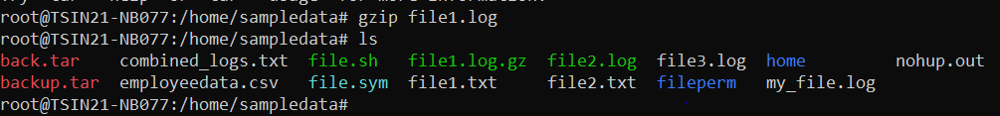 root@TSIN21-NB077:/home/sampledata# gzip file1.log
root@TSIN21-NB077:/home/sampledata# ls
back.tar combined_logs.txt file.sh file1.log.gz file2.log file3.log home nohup.out
backup.tar employeedata.csv file.sym file1.txt file2.txt fileperm my_file.log
root@TSIN21-NB077:/home/sampledata#